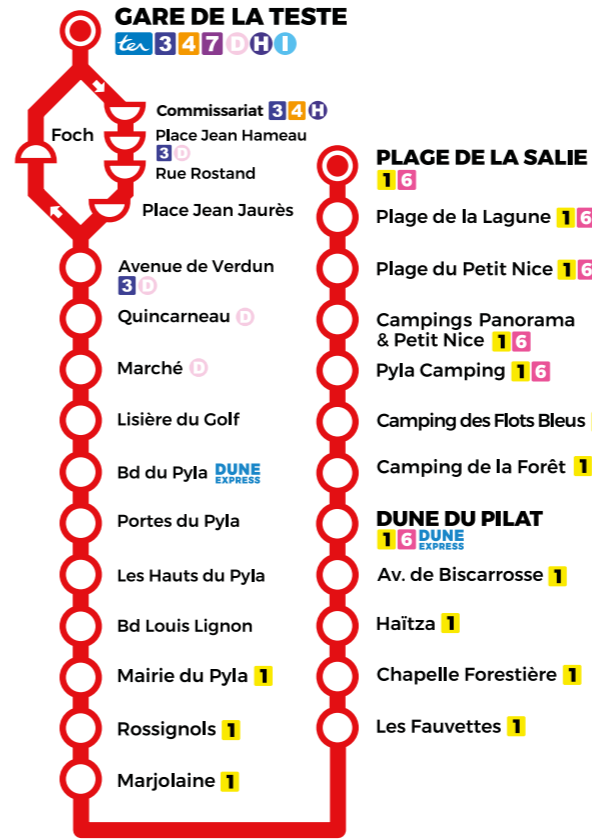 GARE DE LA TESTE
ter 3 4 7 D H I
Foch
Commissariat 3 4 H
Place Jean Hameau
3 D
Rue Rostand
Place Jean Jaurès
Avenue de Verdun
3 D
Quincarneau D
Marché D
Lisière du Golf
Bd du Pyla DUNE
EXPRESS
Portes du Pyla
Les Hauts du Pyla
Bd Louis Lignon
Mairie du Pyla 1
Rossignols 1
Marjolaine 1
PLAGE DE LA SALIE
1 6
Plage de la Lagune 1 6
Plage du Petit Nice 1 6
Campings Panorama
& Petit Nice 1 6
Pyla Camping 1 6
Camping des Flots Bleus
Camping de la Forêt 1
DUNE DU PILAT
1 6 DUNE
EXPRESS
Av. de Biscarrosse 1
Haïtza 1
Chapelle Forestière 1
Les Fauvettes 1